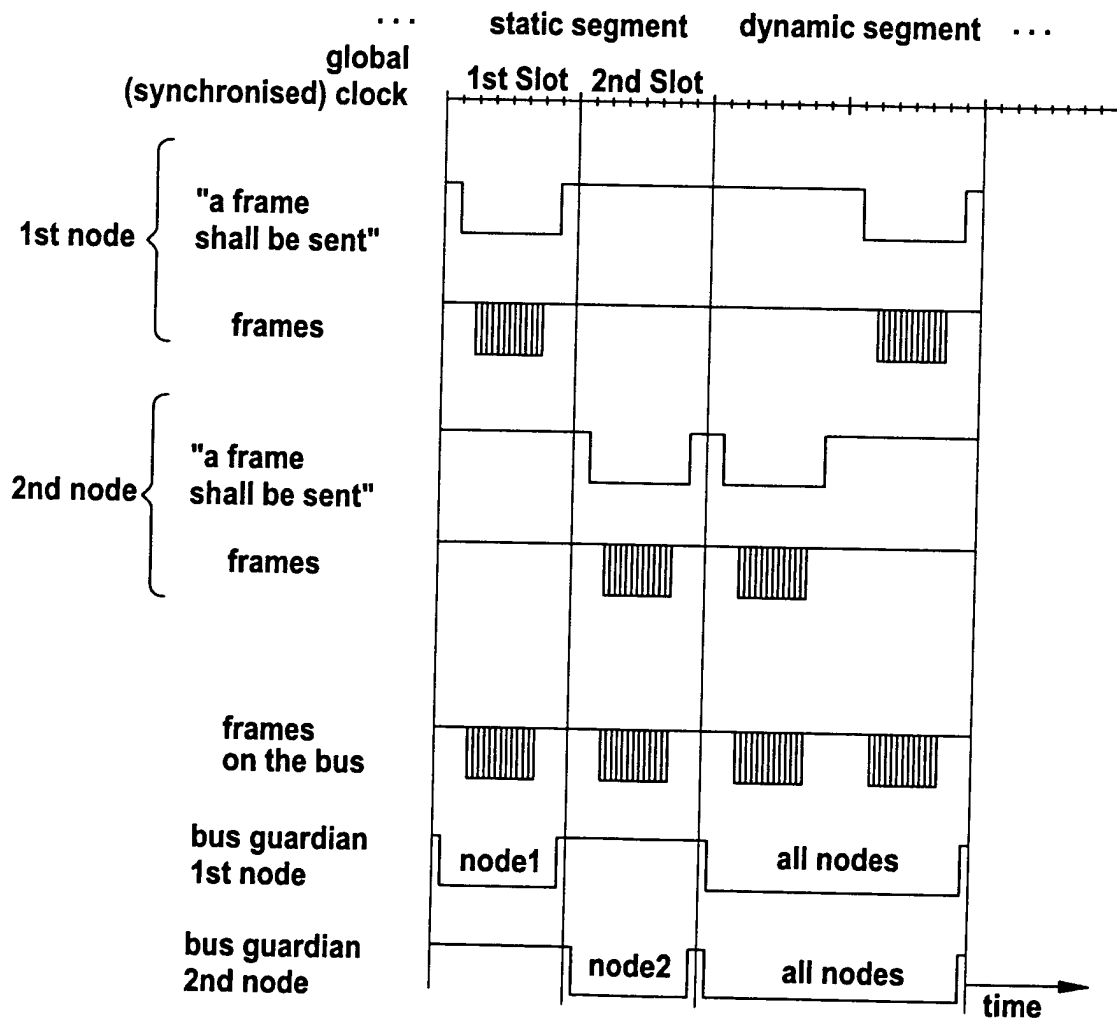 ... static segment dynamic segment ...
global
(synchronised) clock
1st Slot 2nd Slot
1st node
"a frame
shall be sent"
frames
2nd node
"a frame
shall be sent"
frames
frames
on the bus
bus guardian
1st node
node1
all nodes
bus guardian
2nd node
node2
all nodes
time